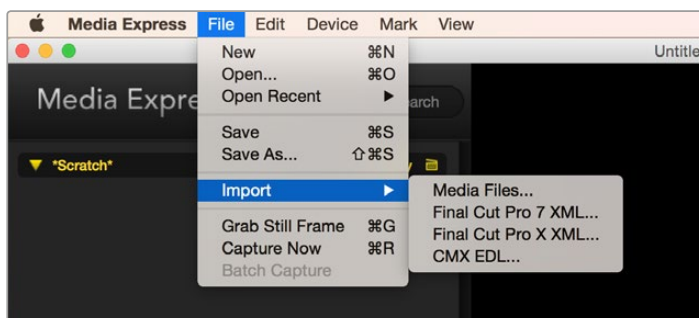 Media Express File Edit Device Mark View
Untitle
Media Expre
arch
New ⌘N
Open... ⌘O
Open Recent ▶
Save ⌘S
Save As... ⇧⌘S
*Scratch*
Import ▶
Media Files...
Final Cut Pro 7 XML...
Final Cut Pro X XML...
CMX EDL...
Grab Still Frame ⌘G
Capture Now ⌘R
Batch Capture